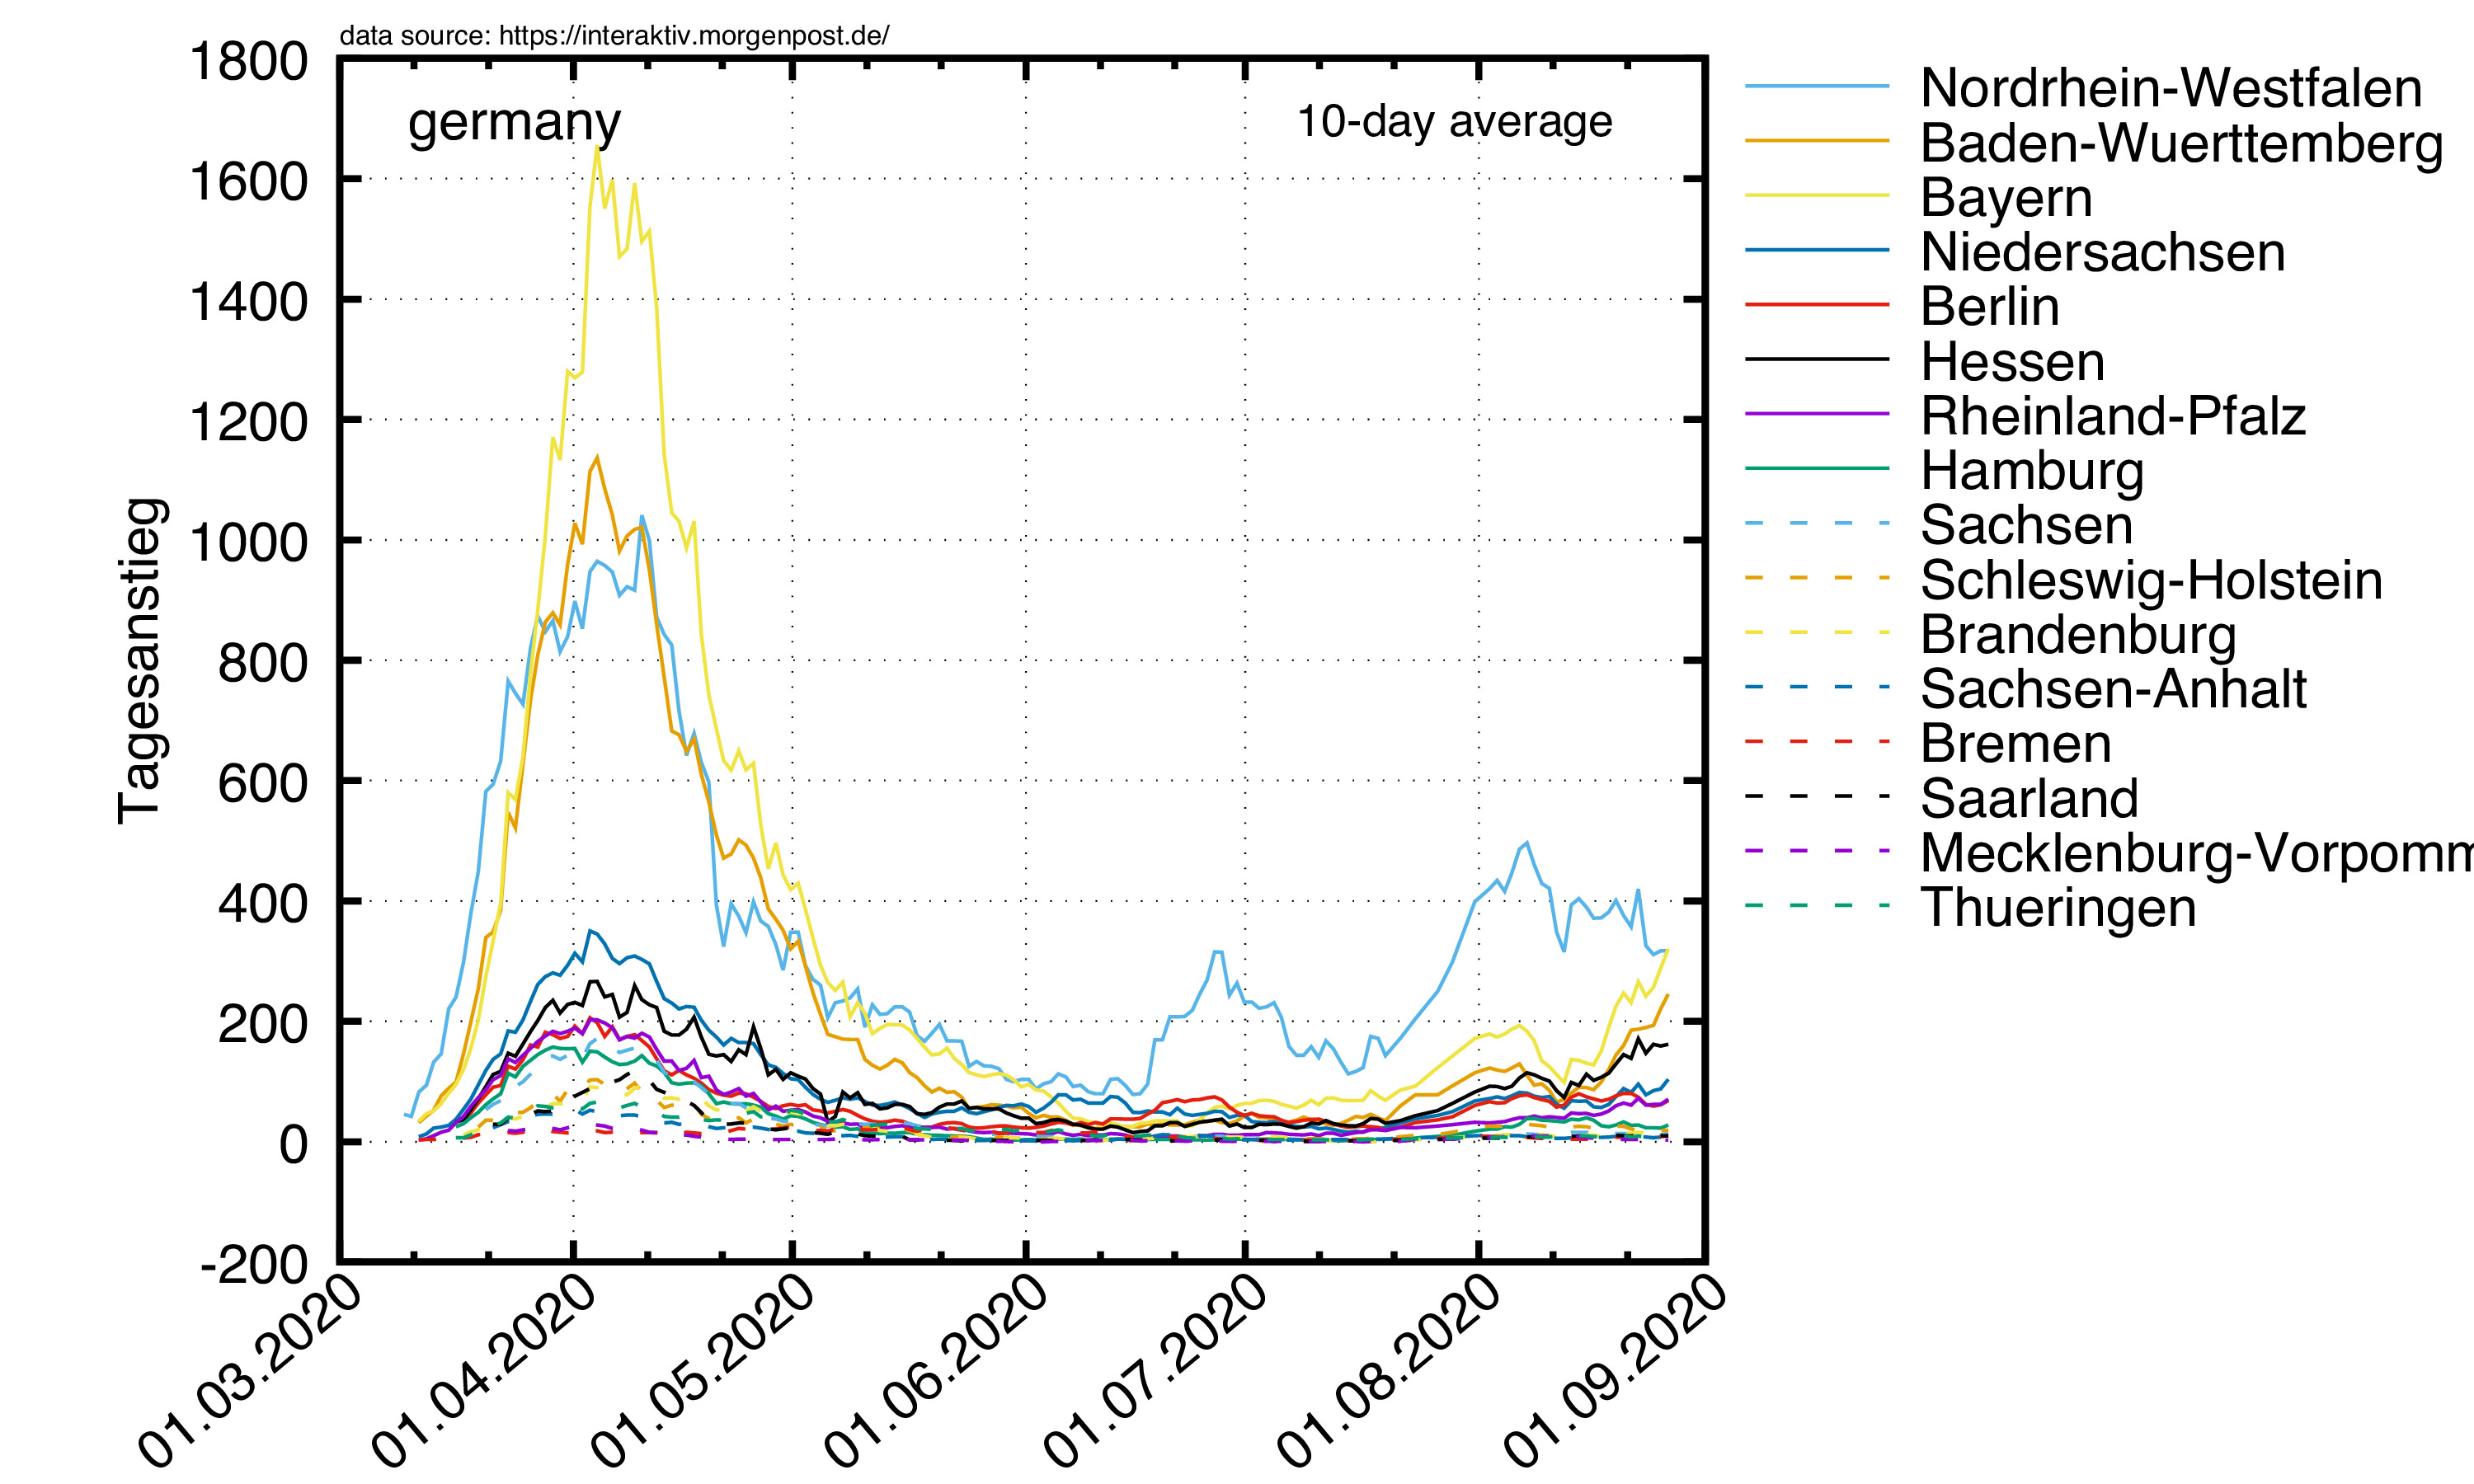 data source: https://interaktiv.morgenpost.de/
germany
10-day average
Tagesanstieg
1800
1600
1400
1200
1000
800
600
400
200
0
-200
01.03.2020
01.04.2020
01.05.2020
01.06.2020
01.07.2020
01.08.2020
01.09.2020
Nordrhein-Westfalen
Baden-Wuerttemberg
Bayern
Niedersachsen
Berlin
Hessen
Rheinland-Pfalz
Hamburg
Sachsen
Schleswig-Holstein
Brandenburg
Sachsen-Anhalt
Bremen
Saarland
Mecklenburg-Vorpomm
Thueringen